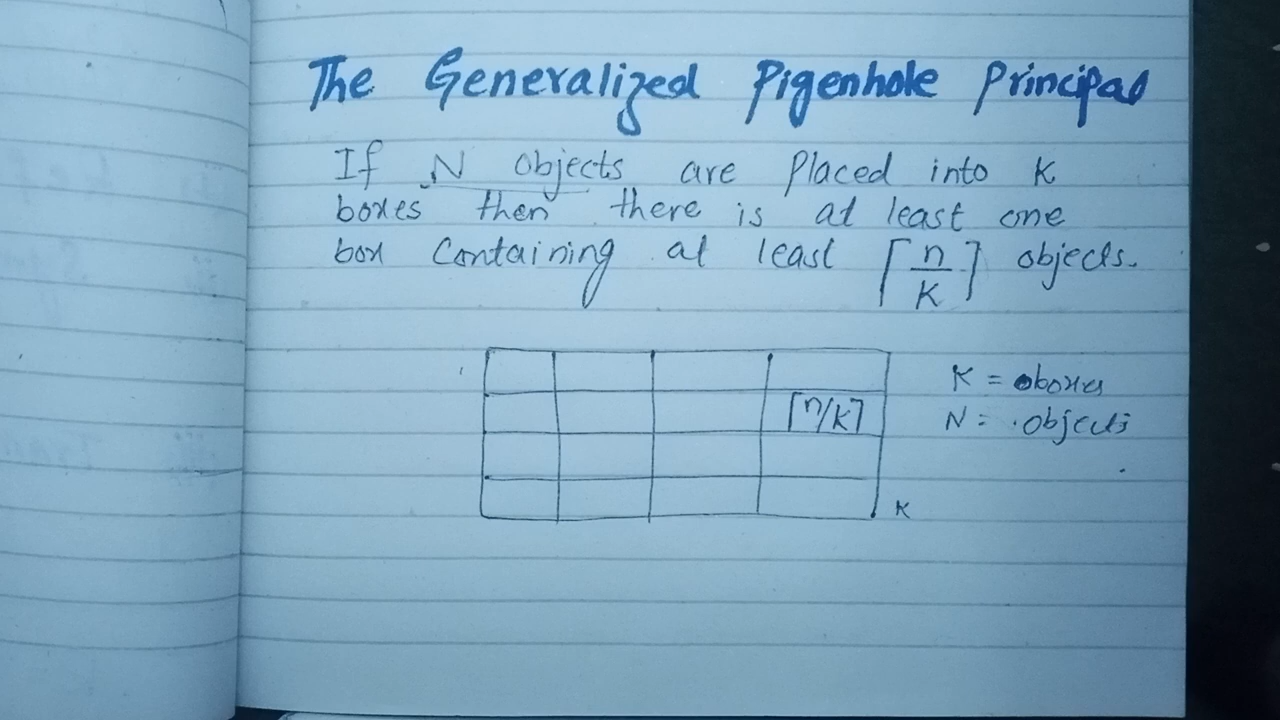 The Generalized Pigenhole Principal
If N objects are placed into K
boxes then there is at least one
box Containing at least ⌈n/K⌉ objects.
K = boxes
⌈n/K⌉
N = objects
K